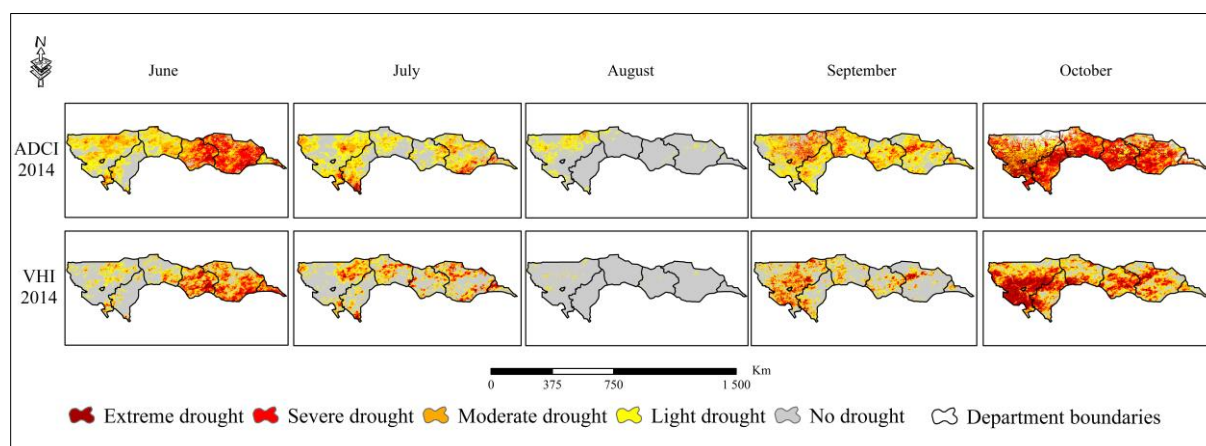 N
June July August September October
ADCI
2014
VHI
2014
Km
0 375 750 1 500
Extreme drought Severe drought Moderate drought Light drought No drought Department boundaries